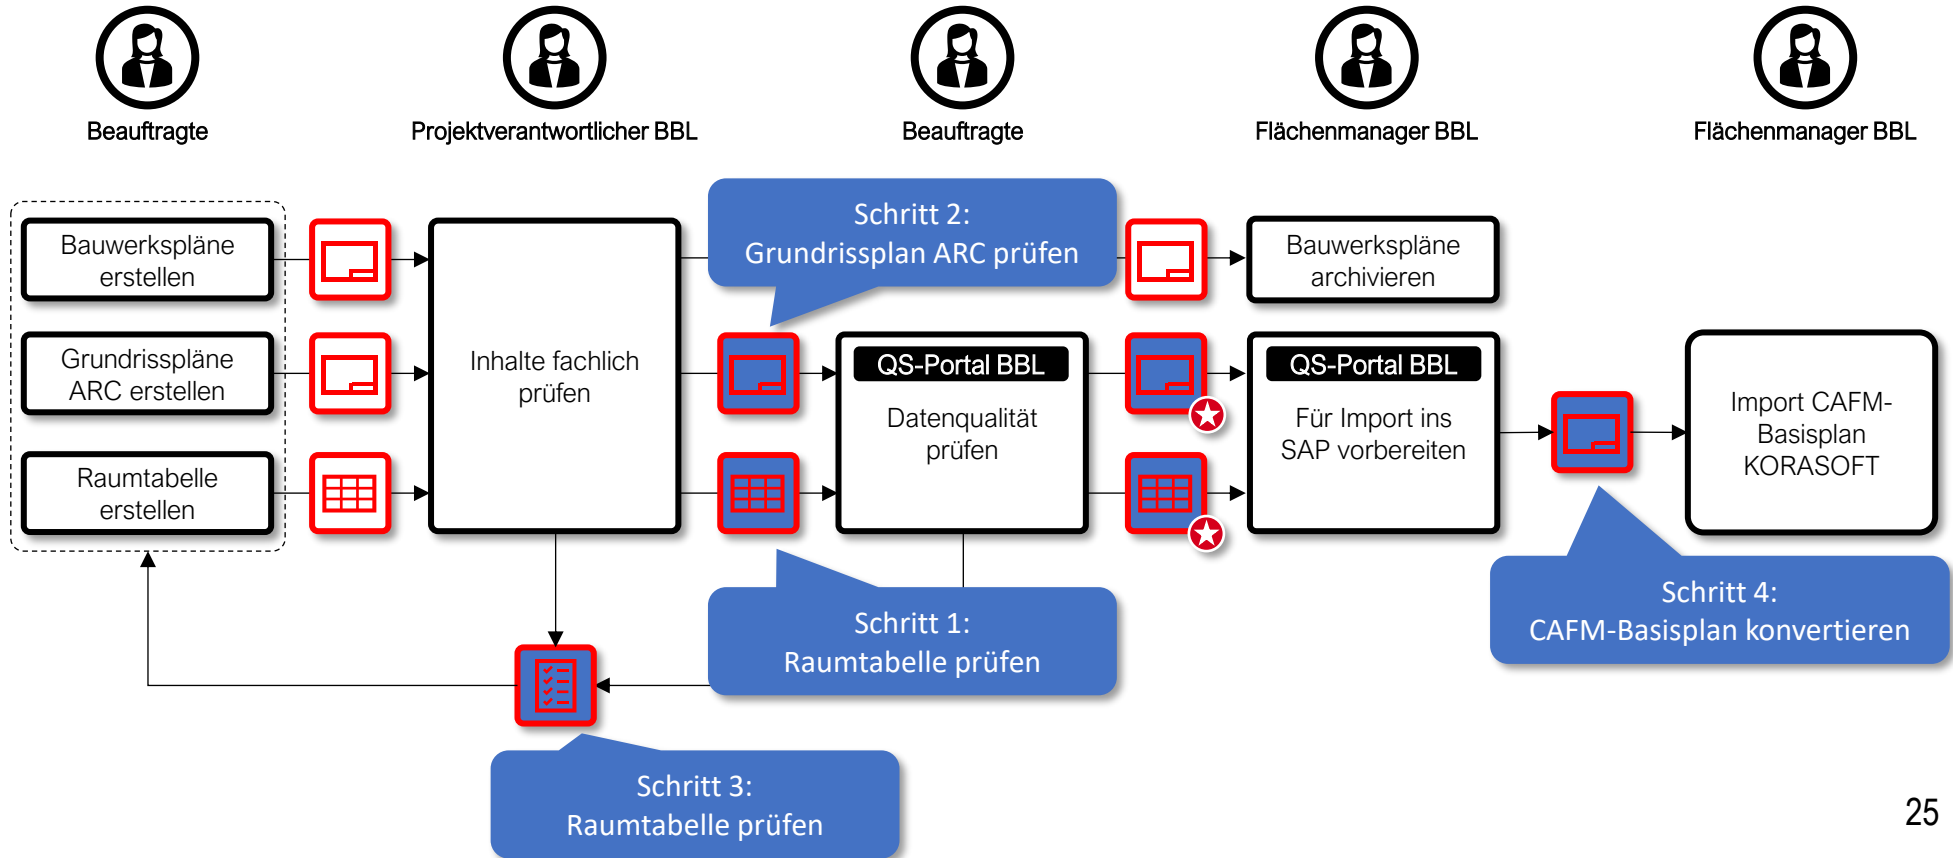 Beauftragte
Projektverantwortlicher BBL
Beauftragte
Flächenmanager BBL
Flächenmanager BBL
Bauwerkspläne
erstellen
Grundrisspläne
ARC erstellen
Raumtabelle
erstellen
Inhalte fachlich
prüfen
Schritt 2:
Grundrissplan ARC prüfen
QS-Portal BBL
Datenqualität
prüfen
Schritt 1:
Raumtabelle prüfen
Schritt 3:
Raumtabelle prüfen
Bauwerkspläne
archivieren
QS-Portal BBL
Für Import ins
SAP vorbereiten
Import CAFM-
Basisplan
KORASOFT
Schritt 4:
CAFM-Basisplan konvertieren
25